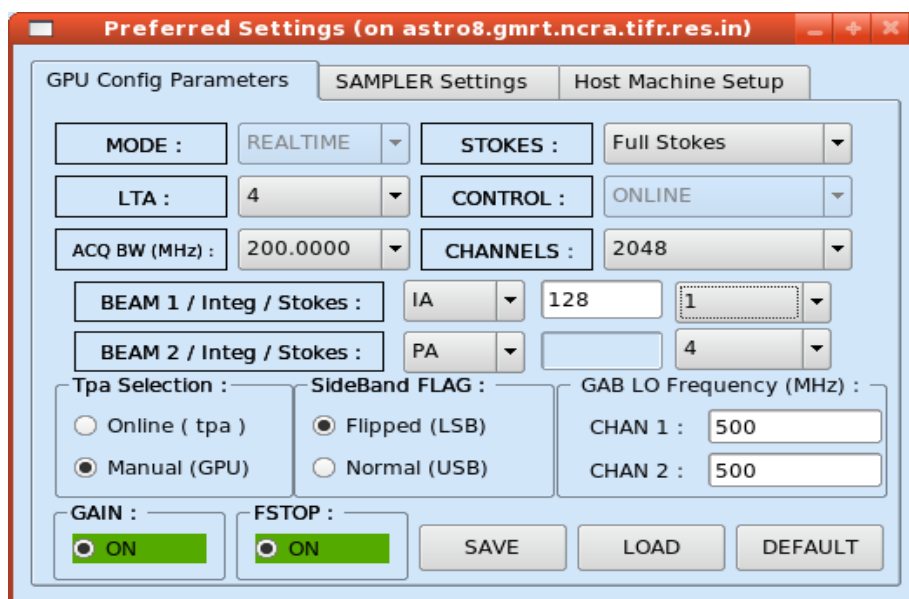 Preferred Settings (on astro8.gmrt.ncra.tifr.res.in)
GPU Config Parameters SAMPLER Settings Host Machine Setup
MODE : REALTIME STOKES : Full Stokes
LTA : 4 CONTROL : ONLINE
ACQ BW (MHz) : 200.0000 CHANNELS : 2048
BEAM 1 / Integ / Stokes : IA 128 1
BEAM 2 / Integ / Stokes : PA 4
Tpa Selection : SideBand FLAG : GAB LO Frequency (MHz) :
Online ( tpa ) Flipped (LSB) CHAN 1 : 500
Manual (GPU) Normal (USB) CHAN 2 : 500
GAIN : FSTOP :
ON ON SAVE LOAD DEFAULT